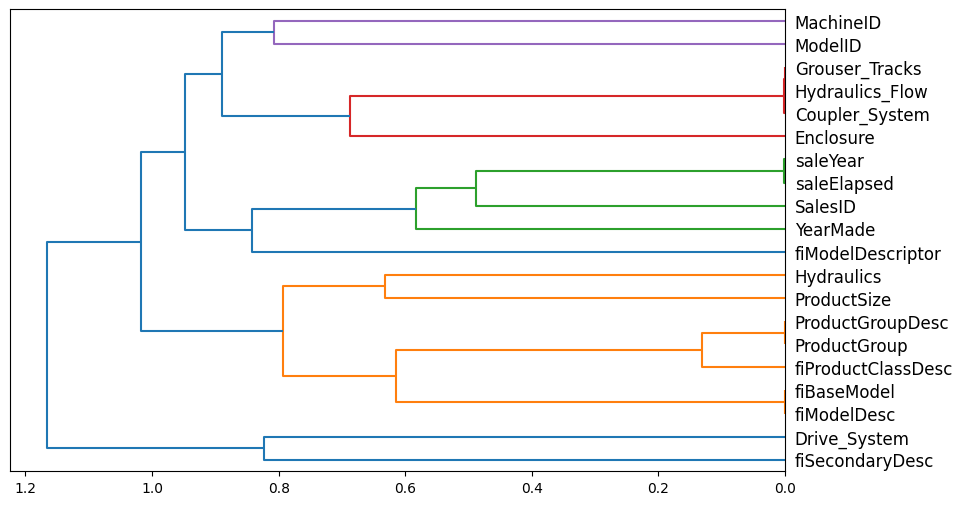 MachineID
ModelID
Grouser_Tracks
Hydraulics_Flow
Coupler_System
Enclosure
saleYear
saleElapsed
SalesID
YearMade
fiModelDescriptor
Hydraulics
ProductSize
ProductGroupDesc
ProductGroup
fiProductClassDesc
fiBaseModel
fiModelDesc
Drive_System
fiSecondaryDesc
1.2 1.0 0.8 0.6 0.4 0.2 0.0